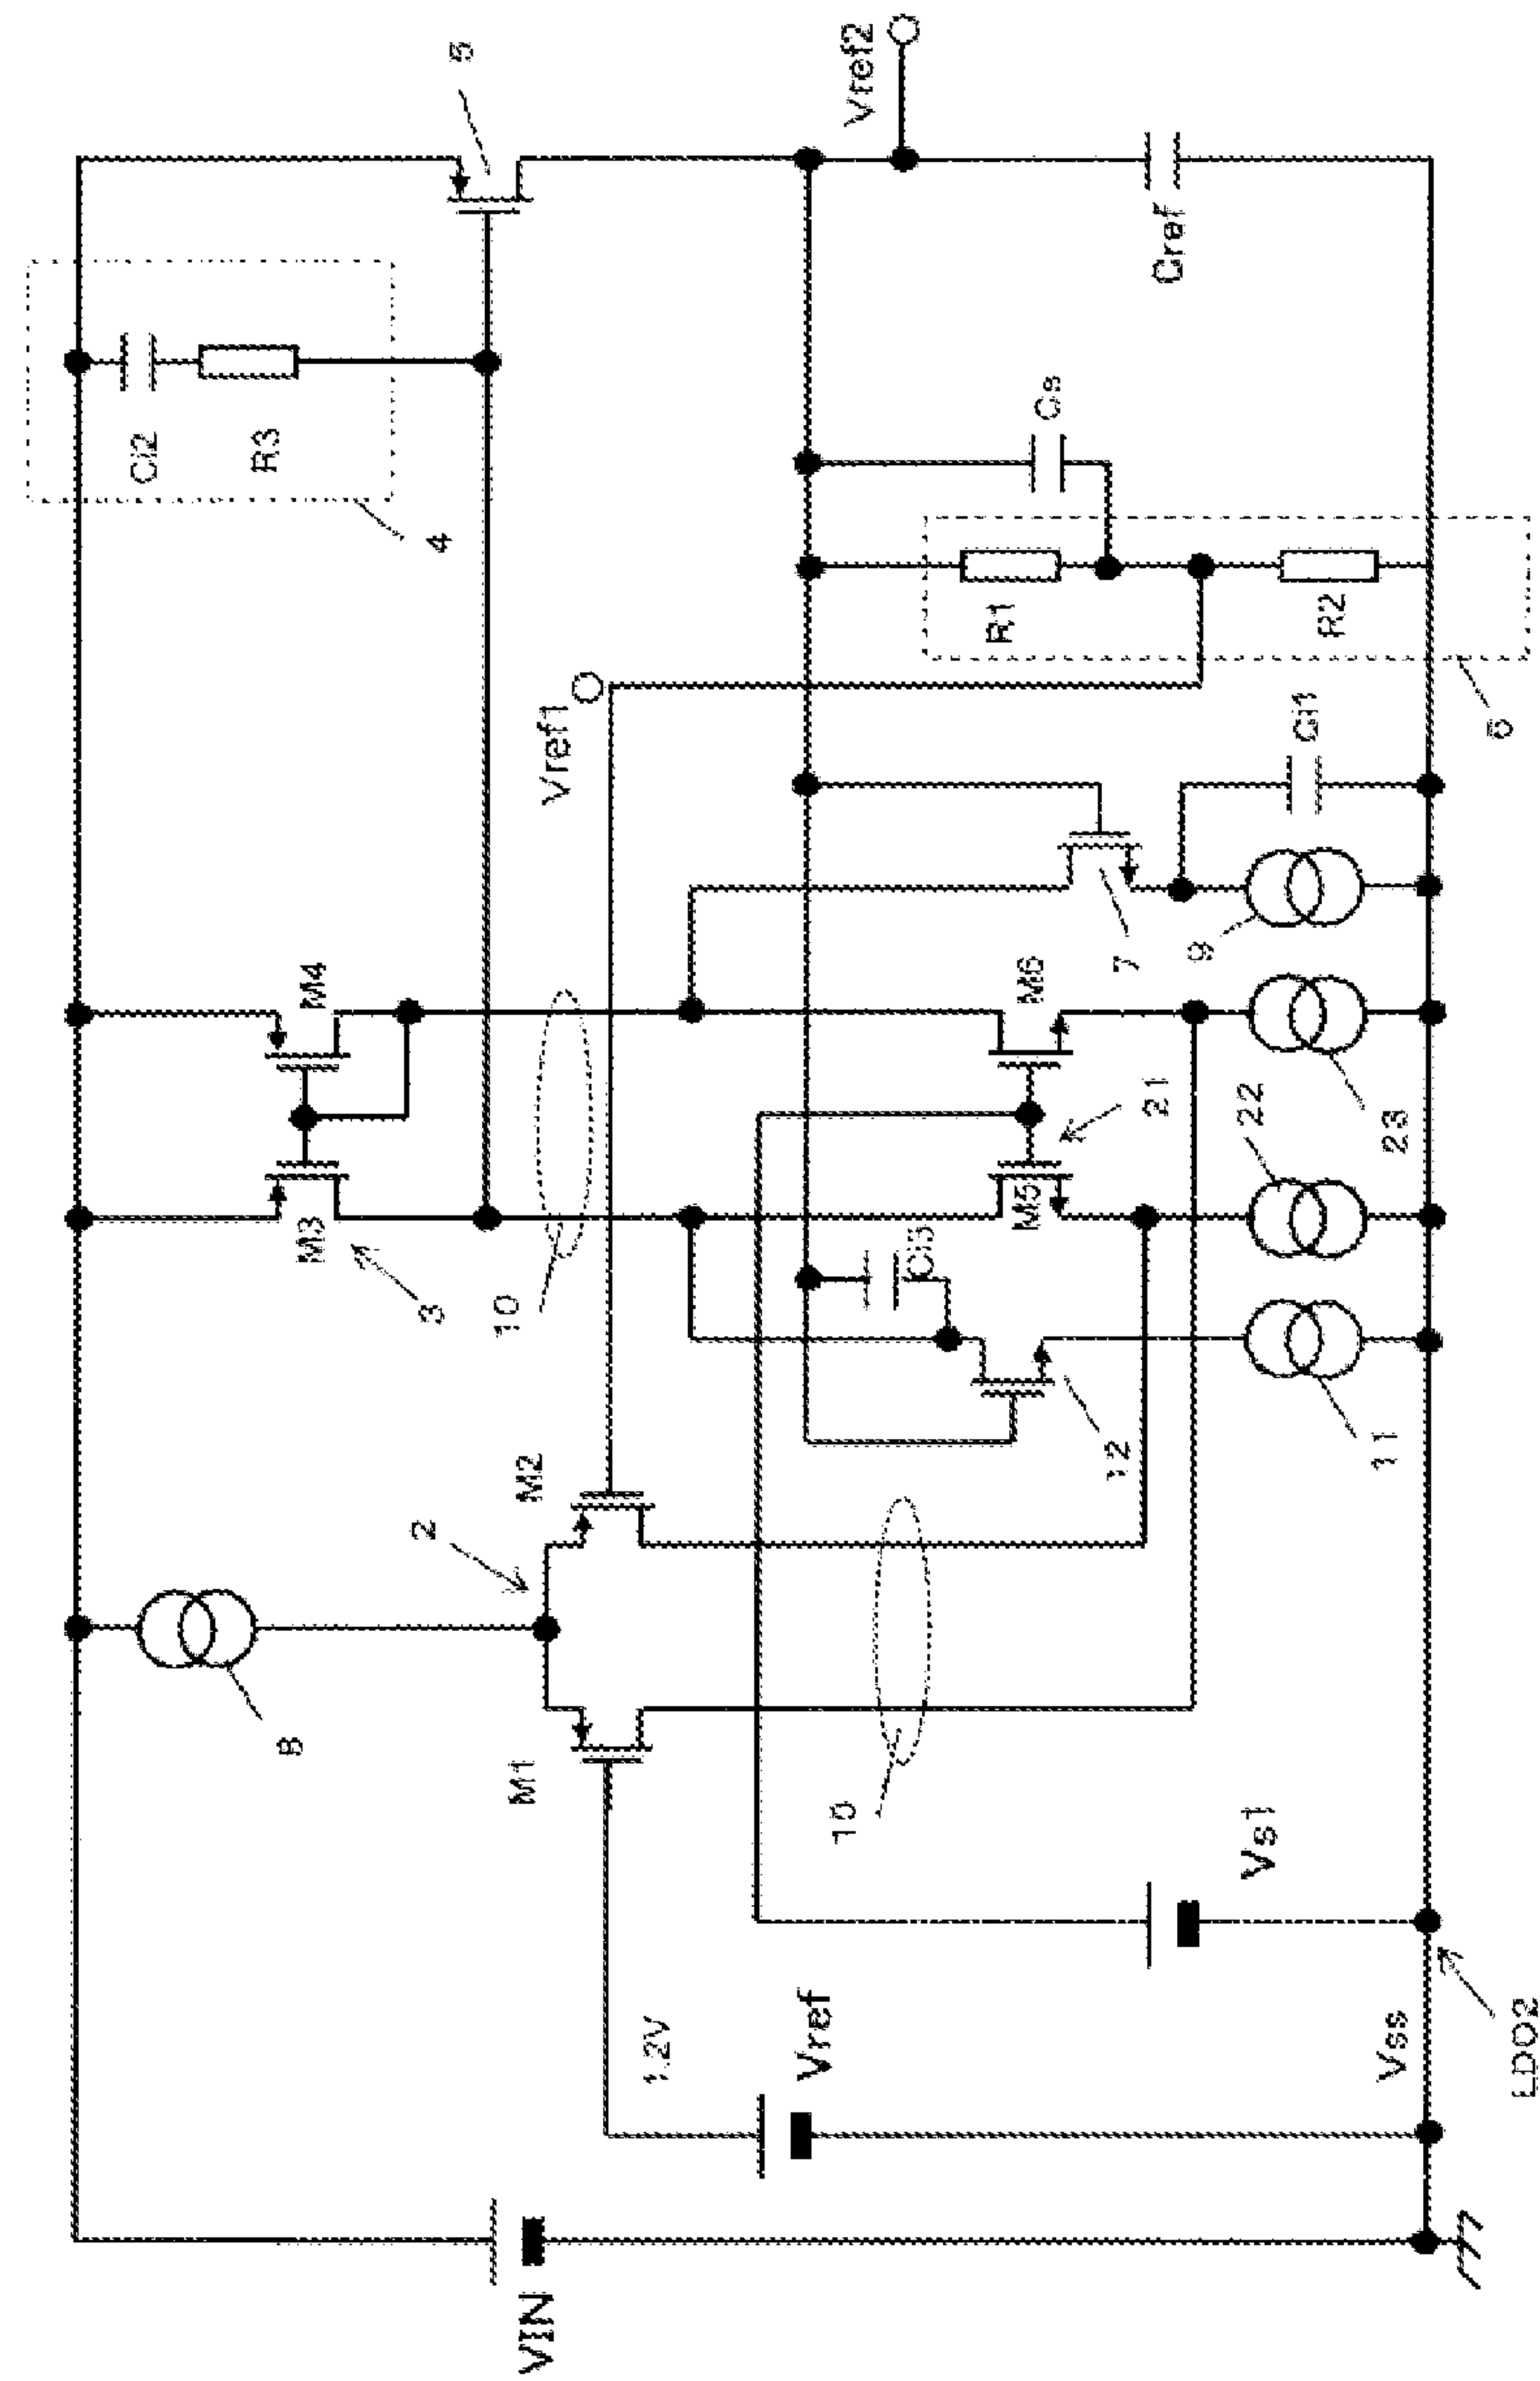 VIN
Vref
1.2V
Vss
LDO2
Vs1
8
M1
M2
2
10
M3
3
10
M4
M5
M6
21
Ci3
12
11
22
23
7
9
Ci1
Vref1
Ci2
R3
4
5
R1
R2
6
Cs
Cref
Vref2